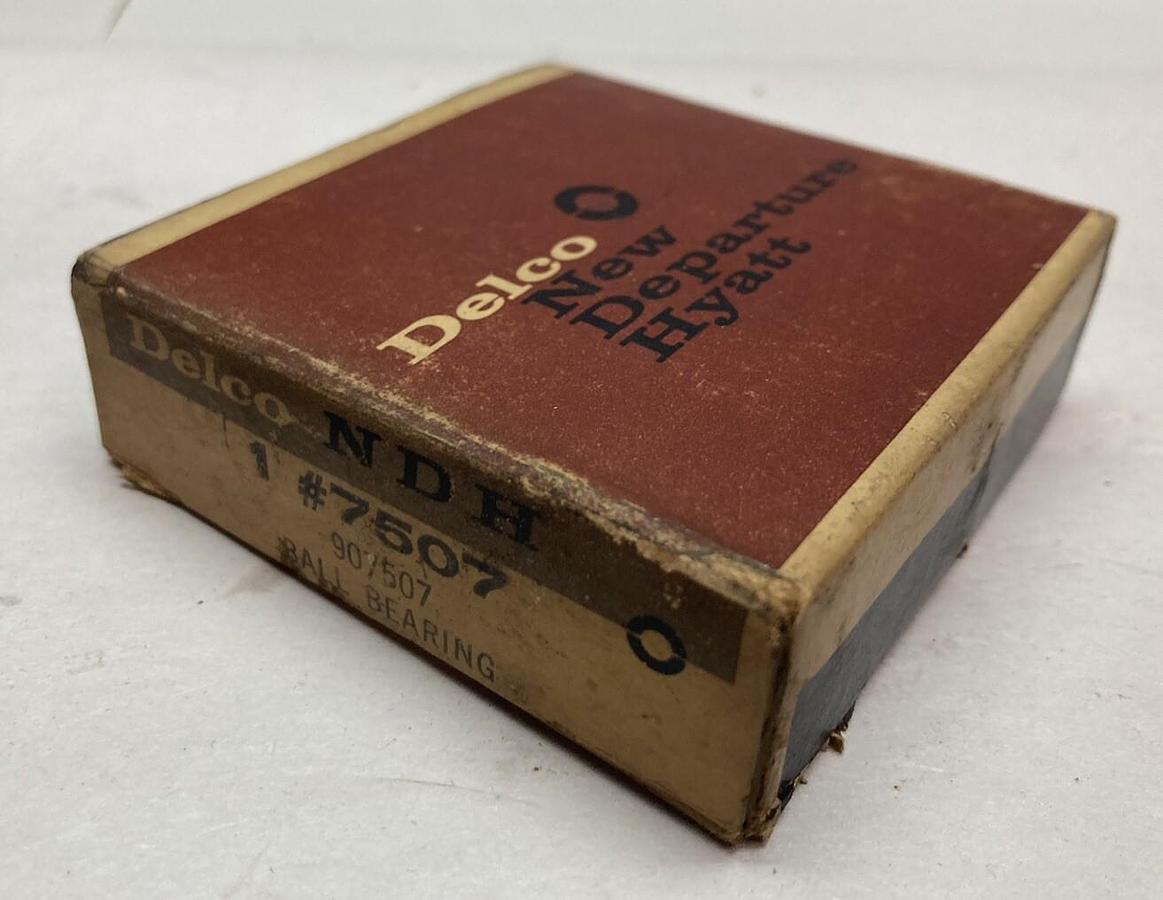 Delco
New
Departure
Hyatt
Delco NDH
1 #7507
907507
BALL BEARING